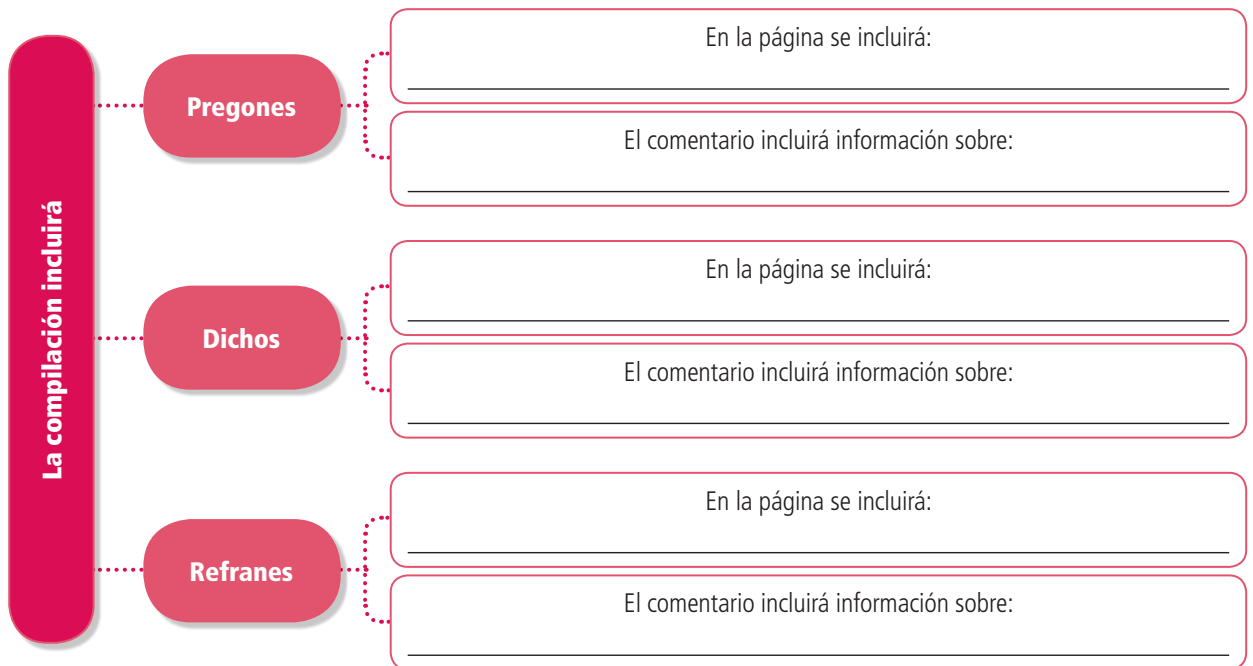 La compilación incluirá
Pregones
En la página se incluirá:
El comentario incluirá información sobre:
Dichos
En la página se incluirá:
El comentario incluirá información sobre:
Refranes
En la página se incluirá:
El comentario incluirá información sobre: